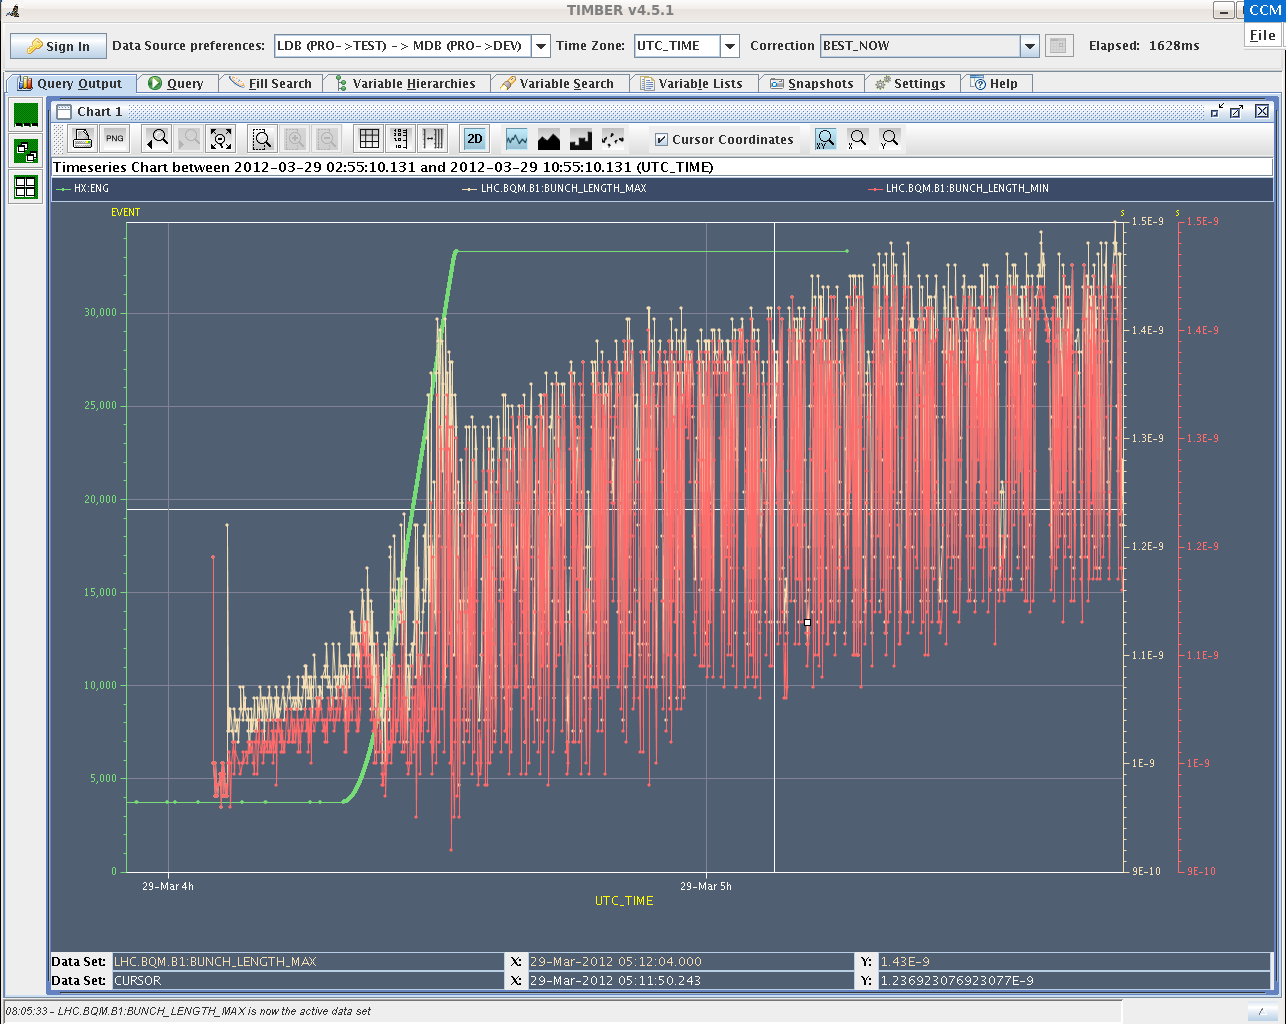 TIMBER v4.5.1
CCM
File
Sign In
Data Source preferences:
LDB (PRO->TEST) -> MDB (PRO->DEV)
Time Zone:
UTC_TIME
Correction
BEST_NOW
Elapsed: 1628ms
Query Output
Query
Fill Search
Variable Hierarchies
Variable Search
Variable Lists
Snapshots
Settings
Help
Chart 1
PNG
2D
Cursor Coordinates
XY
X
Y
Timeseries Chart between 2012-03-29 02:55:10.131 and 2012-03-29 10:55:10.131 (UTC_TIME)
HX:ENG
LHC.BQM.B1:BUNCH_LENGTH_MAX
LHC.BQM.B1:BUNCH_LENGTH_MIN
EVENT
s
s
30,000
25,000
20,000
15,000
10,000
5,000
0
1.5E-9
1.4E-9
1.3E-9
1.2E-9
1.1E-9
1E-9
9E-10
1.5E-9
1.4E-9
1.3E-9
1.2E-9
1.1E-9
1E-9
9E-10
29-Mar 4h
29-Mar 5h
UTC_TIME
Data Set: LHC.BQM.B1:BUNCH_LENGTH_MAX X: 29-Mar-2012 05:12:04.000 Y: 1.43E-9
Data Set: CURSOR X: 29-Mar-2012 05:11:50.243 Y: 1.236923076923077E-9
08:05:33 - LHC.BQM.B1:BUNCH_LENGTH_MAX is now the active data set